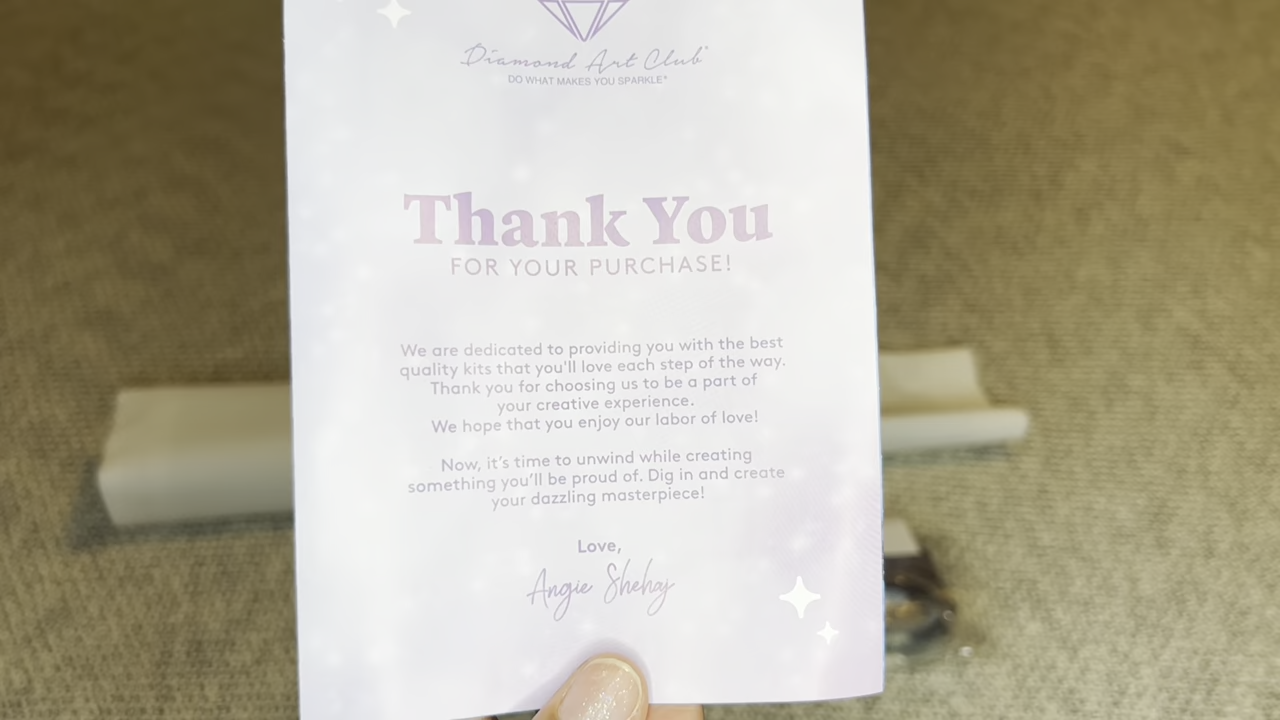 Diamond Art Club®
DO WHAT MAKES YOU SPARKLE®
Thank You
FOR YOUR PURCHASE!
We are dedicated to providing you with the best
quality kits that you'll love each step of the way.
Thank you for choosing us to be a part of
your creative experience.
We hope that you enjoy our labor of love!
Now, it's time to unwind while creating
something you'll be proud of. Dig in and create
your dazzling masterpiece!
Love,
Angie Shehaj